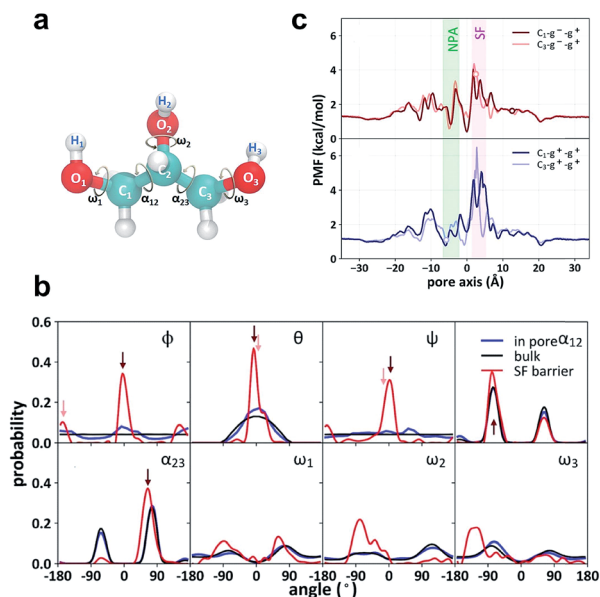 a
H₂
O₂
ω₂
H₁
H₃
O₁
C₂
O₃
C₁
C₃
ω₁
α₁₂
α₂₃
ω₃
c
NPA
SF
C₁-g⁻-g⁺
C₃-g⁻-g⁺
C₁-g⁺-g⁺
C₃-g⁺-g⁺
6
4
2
6
4
2
0
PMF (kcal/mol)
−30 −20 −10 0 10 20 30
pore axis (Å)
b
0.6
0.4
0.2
0.0
0.4
0.2
0.0
probability
ϕ
θ
ψ
α₁₂
in pore
bulk
SF barrier
α₂₃
ω₁
ω₂
ω₃
-180 -90 0 90 -180 -90 0 90 -180 -90 0 90 -180 -90 0 90 180
angle (°)